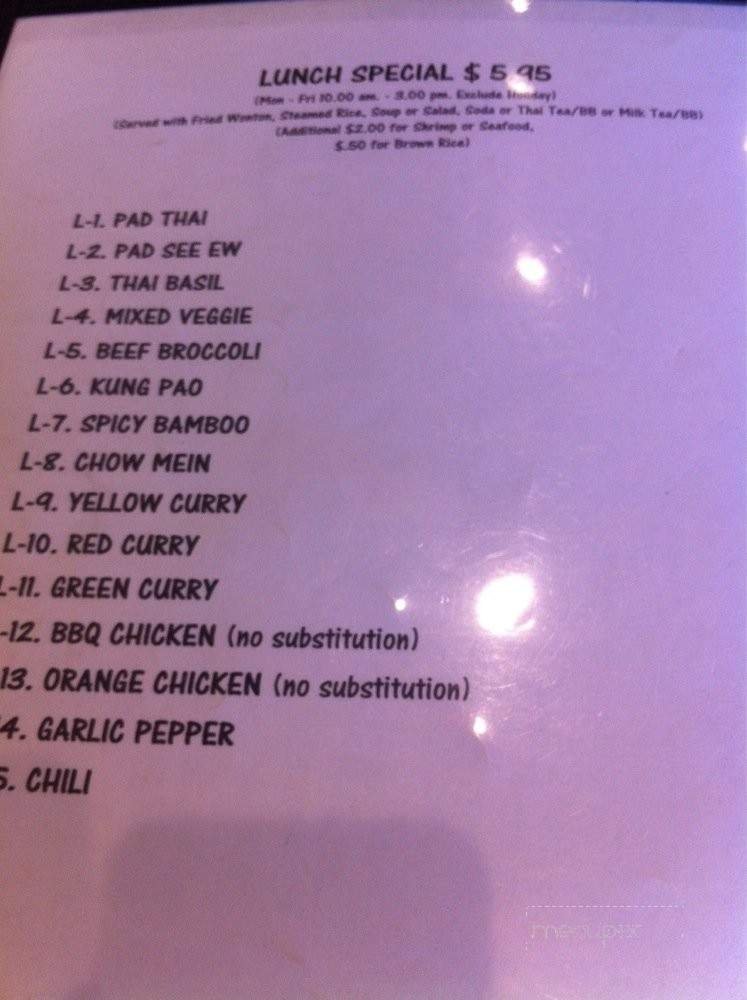 LUNCH SPECIAL $ 5.95
(Mon - Fri 10.00 am. - 3.00 pm. Exclude Holiday)
(Served with Fried Wonton, Steamed Rice, Soup or Salad, Soda or Thai Tea/BB or Milk Tea/BB)
(Additional $2.00 for Shrimp or Seafood,
$.50 for Brown Rice)
L-1. PAD THAI
L-2. PAD SEE EW
L-3. THAI BASIL
L-4. MIXED VEGGIE
L-5. BEEF BROCCOLI
L-6. KUNG PAO
L-7. SPICY BAMBOO
L-8. CHOW MEIN
L-9. YELLOW CURRY
L-10. RED CURRY
L-11. GREEN CURRY
-12. BBQ CHICKEN (no substitution)
13. ORANGE CHICKEN (no substitution)
4. GARLIC PEPPER
5. CHILI
menupix